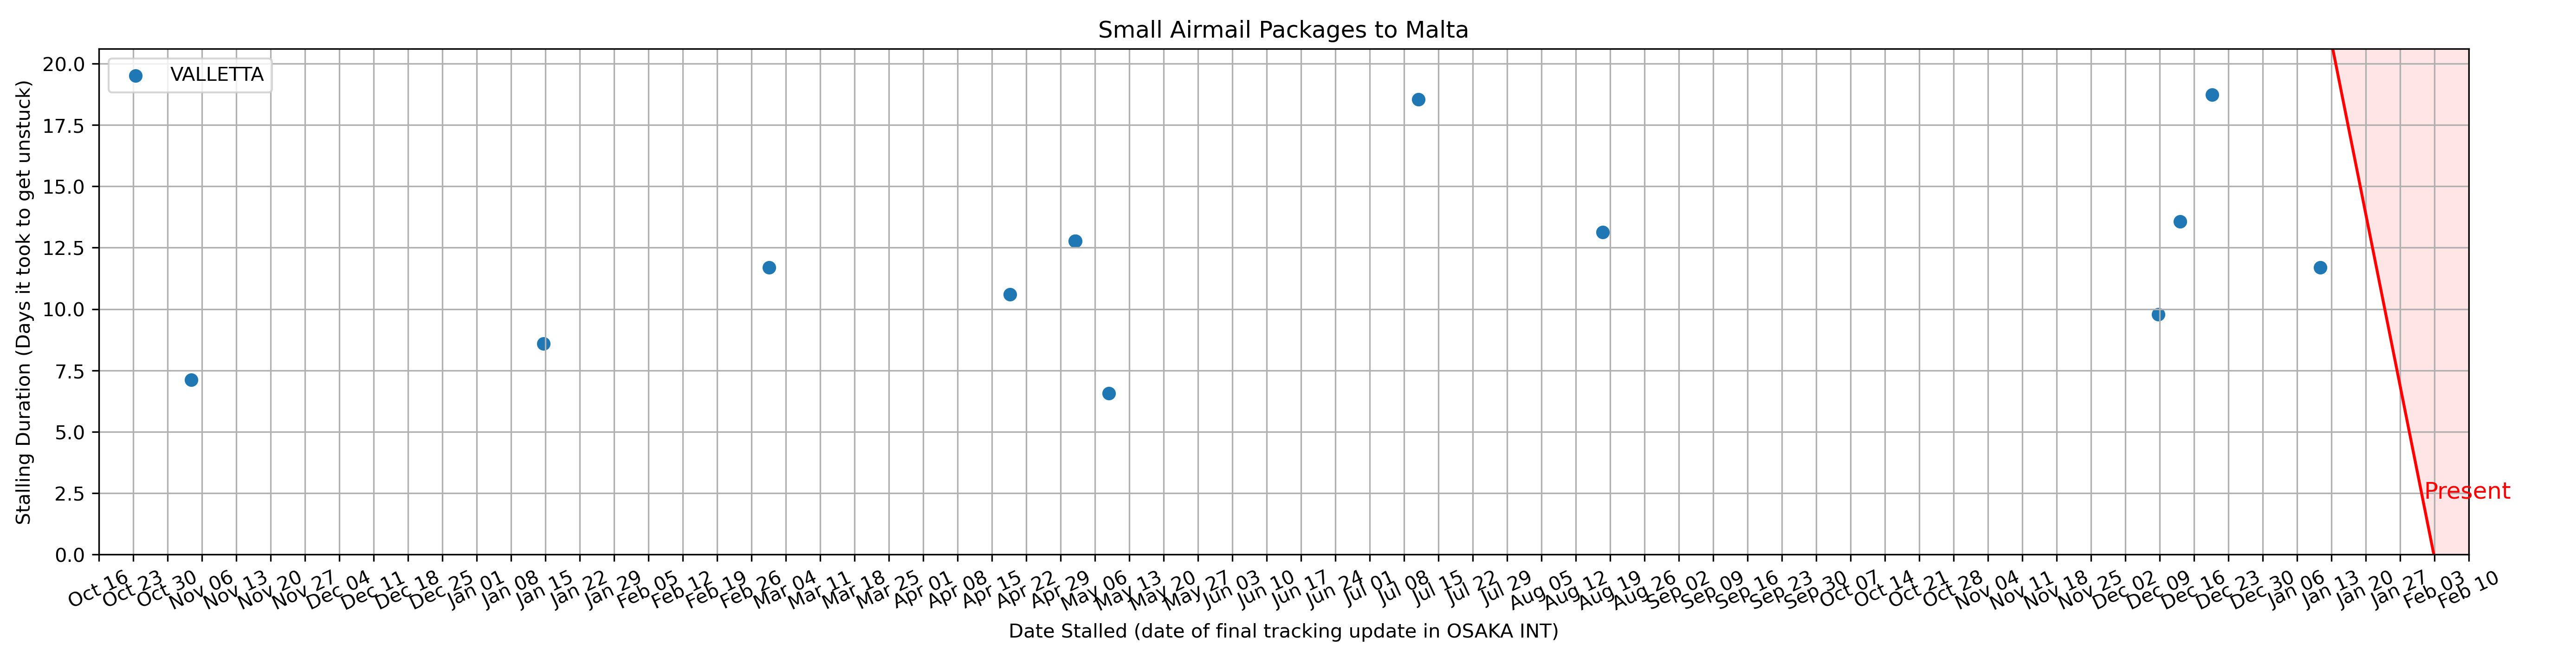 Small Airmail Packages to Malta
VALLETTA
Stalling Duration (Days it took to get unstuck)
20.0
17.5
15.0
12.5
10.0
7.5
5.0
2.5
0.0
Present
Oct 16 Oct 23 Oct 30 Nov 06 Nov 13 Nov 20 Nov 27 Dec 04 Dec 11 Dec 18 Dec 25 Jan 01 Jan 08 Jan 15 Jan 22 Jan 29 Feb 05 Feb 12 Feb 19 Feb 26 Mar 04 Mar 11 Mar 18 Mar 25 Apr 01 Apr 08 Apr 15 Apr 22 Apr 29 May 06 May 13 May 20 May 27 Jun 03 Jun 10 Jun 17 Jun 24 Jul 01 Jul 08 Jul 15 Jul 22 Jul 29 Aug 05 Aug 12 Aug 19 Aug 26 Sep 02 Sep 09 Sep 16 Sep 23 Sep 30 Oct 07 Oct 14 Oct 21 Oct 28 Nov 04 Nov 11 Nov 18 Nov 25 Dec 02 Dec 09 Dec 16 Dec 23 Dec 30 Jan 06 Jan 13 Jan 20 Jan 27 Feb 03 Feb 10
Date Stalled (date of final tracking update in OSAKA INT)